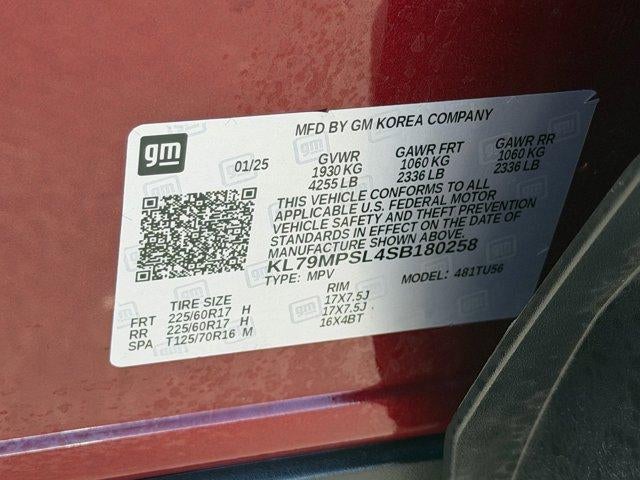 MFD BY GM KOREA COMPANY
gm
01/25
GVWR GAWR FRT GAWR RR
1930 KG 1060 KG 1060 KG
4255 LB 2336 LB 2336 LB
THIS VEHICLE CONFORMS TO ALL
APPLICABLE U.S. FEDERAL MOTOR
VEHICLE SAFETY AND THEFT PREVENTION
STANDARDS IN EFFECT ON THE DATE OF
MANUFACTURE SHOWN ABOVE.
KL79MPSL4SB180258
TYPE: MPV MODEL: 481TU56
TIRE SIZE RIM
FRT 225/60R17 H 17X7.5J
RR 225/60R17 H 17X7.5J
SPA T125/70R16 M 16X4BT